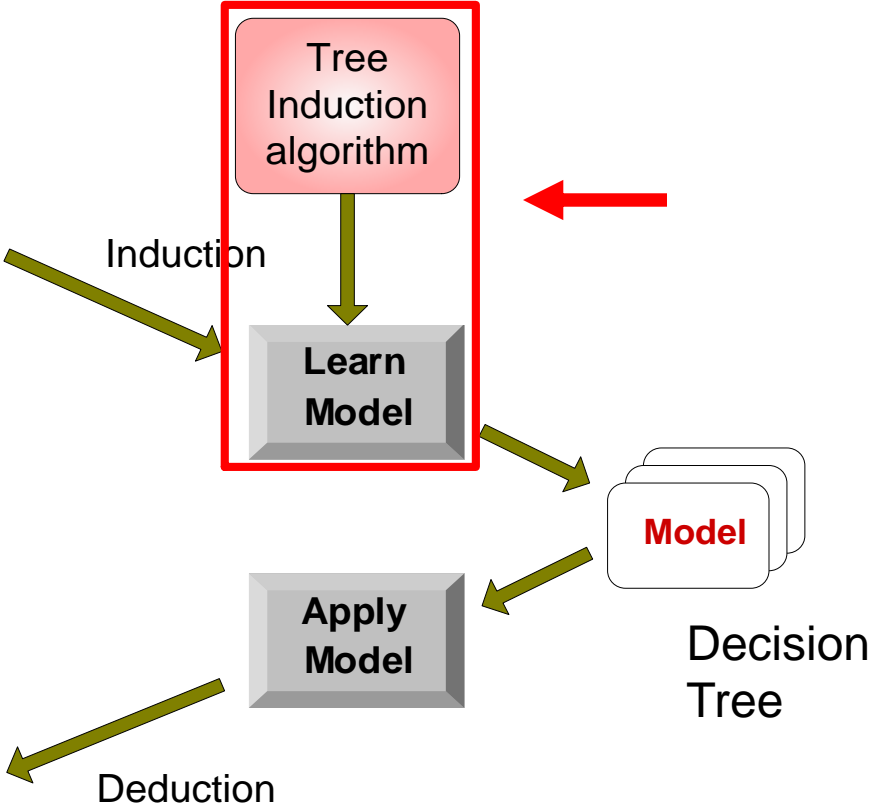 Tree
Induction
algorithm
Induction
Learn
Model
Model
Apply
Model
Decision
Tree
Deduction